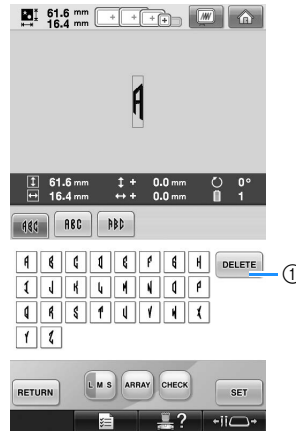 61.6 mm
16.4 mm
A
61.6 mm + 0.0 mm 0°
16.4 mm + 0.0 mm 1
ABC ABC ABC
A B C D E F G H DELETE 1
I J K L M N O P
Q R S T U V W X
Y Z
RETURN L M S ARRAY CHECK SET
?